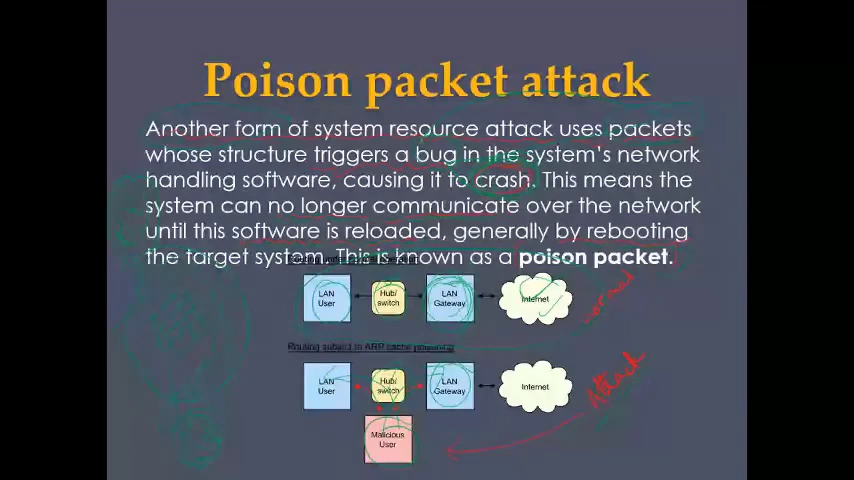 Poison packet attack
Another form of system resource attack uses packets
whose structure triggers a bug in the system's network
handling software, causing it to crash. This means the
system can no longer communicate over the network
until this software is reloaded, generally by rebooting
the target system. This is known as a poison packet.
LAN User
Hub/ switch
LAN Gateway
Internet
normal
Routing subject to ARP cache poisoning
LAN User
Hub/ switch
LAN Gateway
Internet
Attack
Malicious User